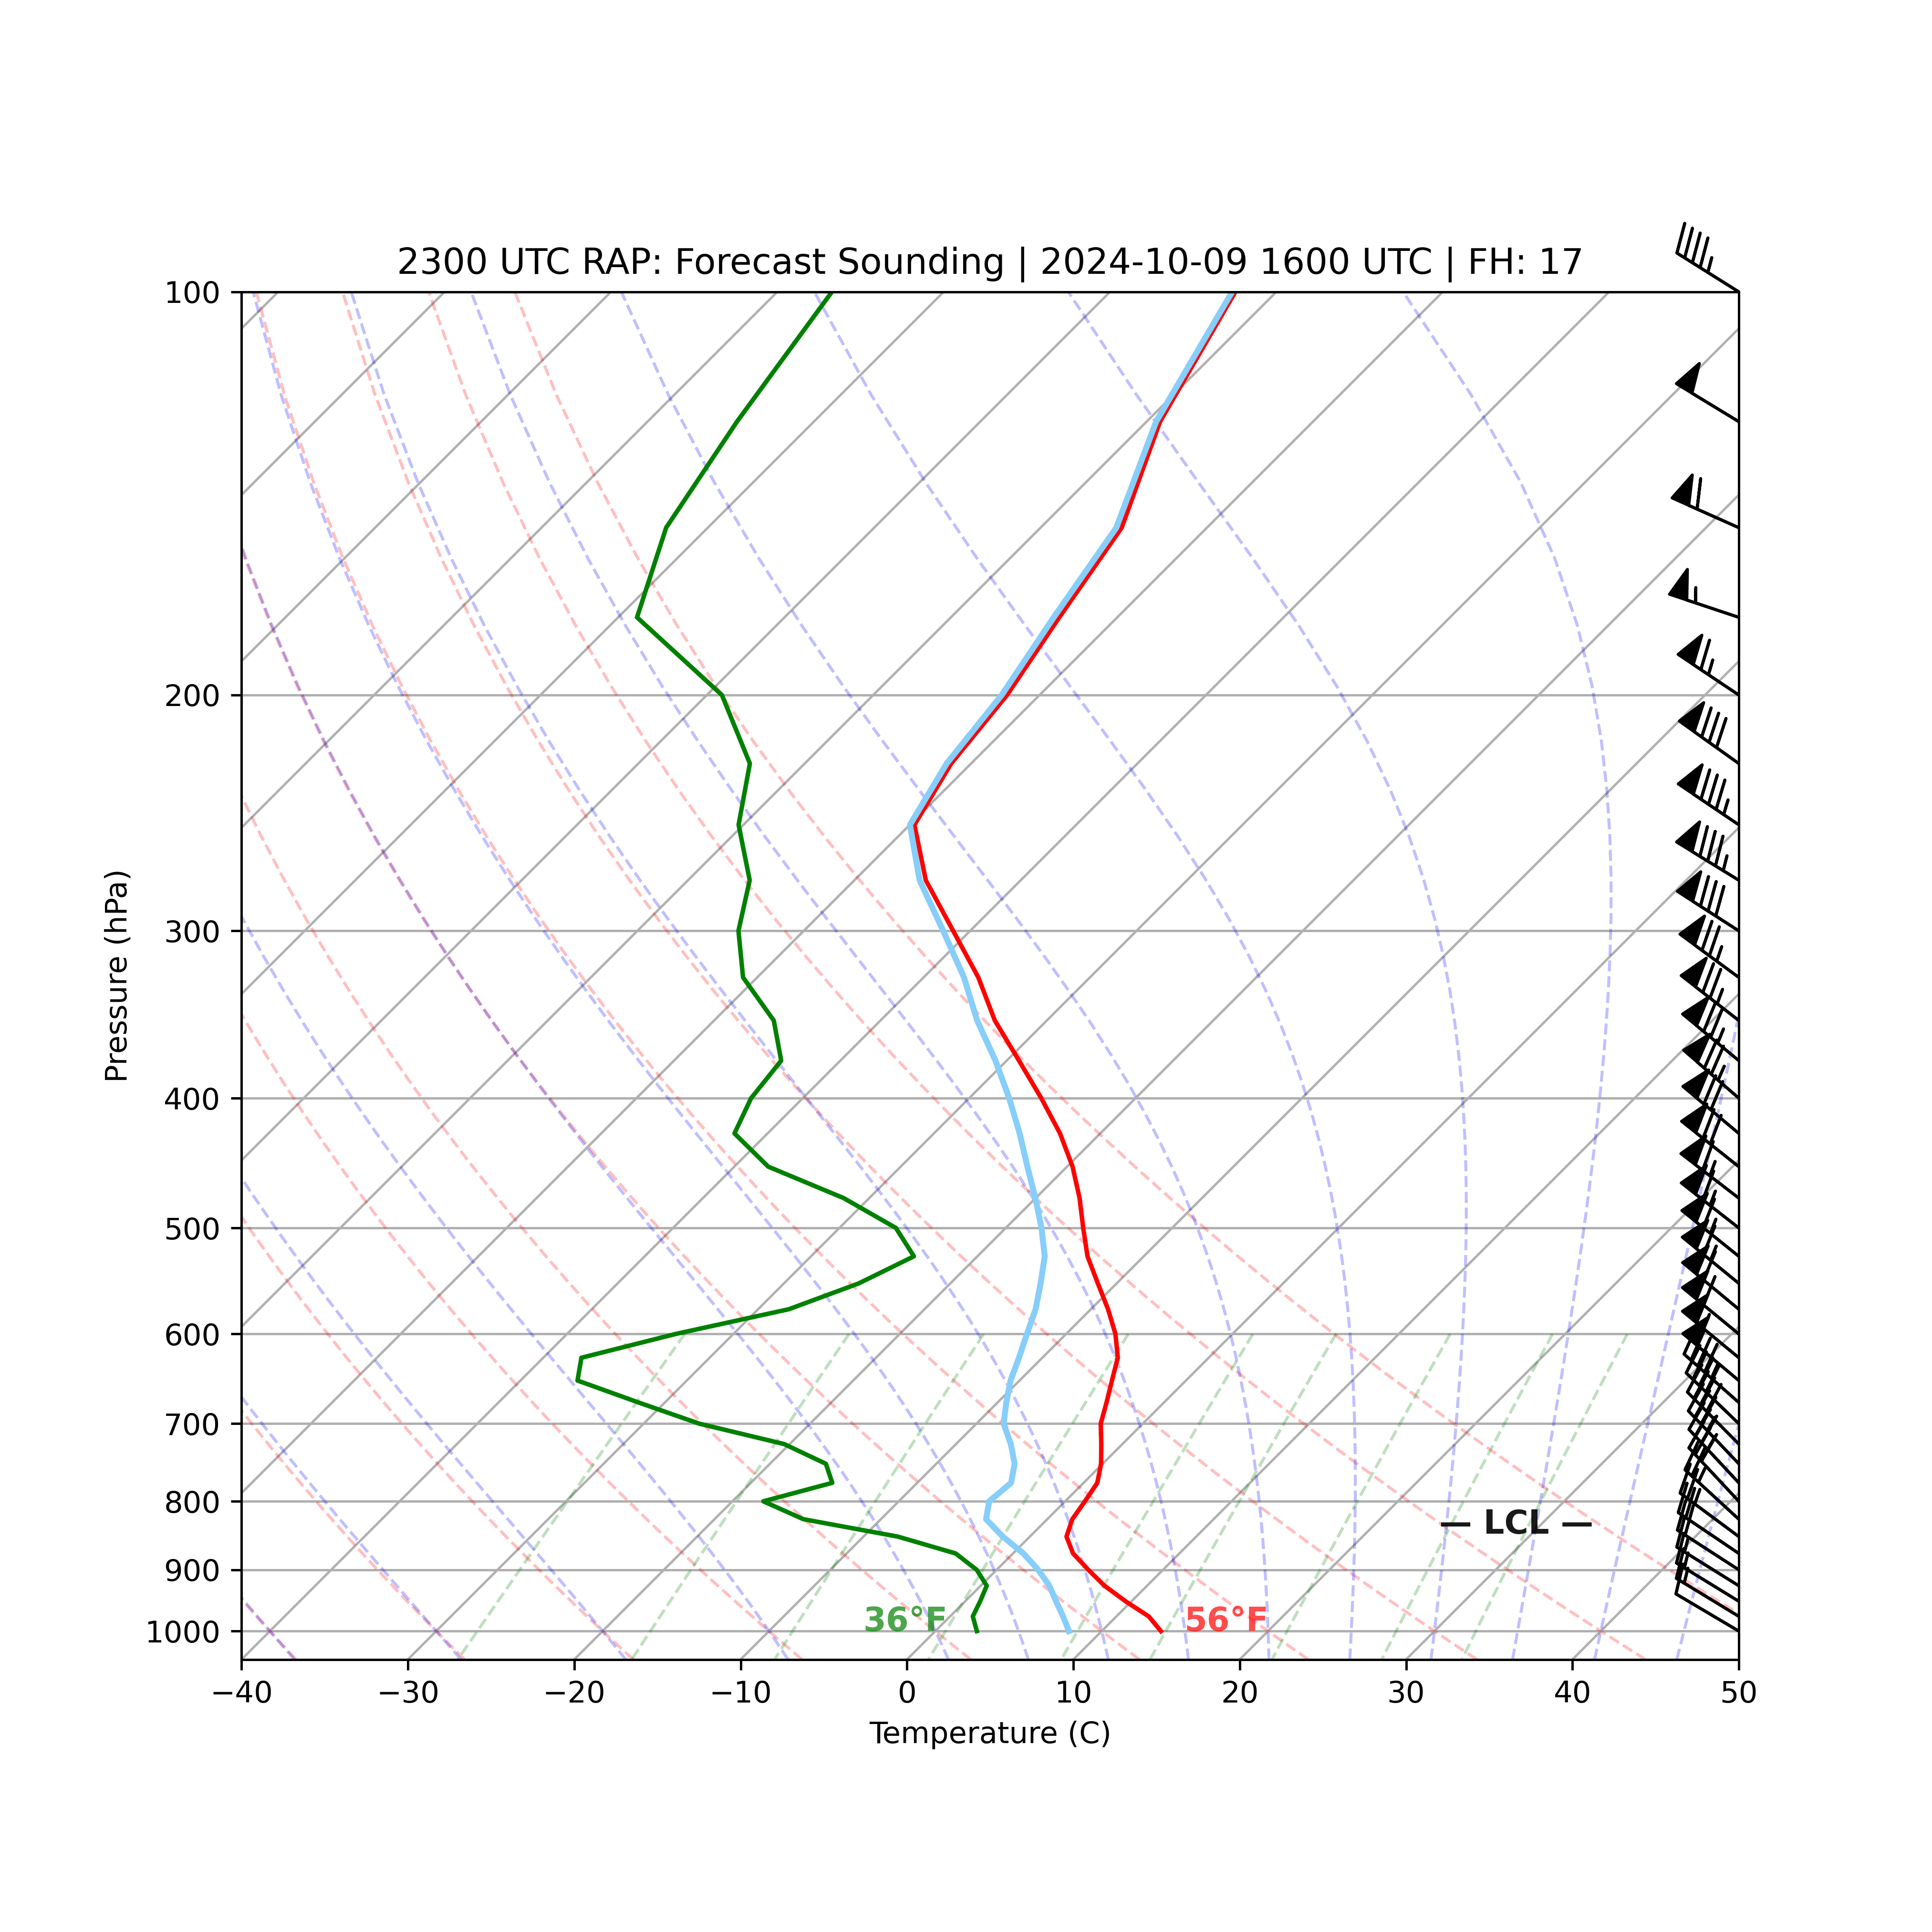 2300 UTC RAP: Forecast Sounding | 2024-10-09 1600 UTC | FH: 17
100
200
300
400
500
600
700
800
900
1000
Pressure (hPa)
— LCL —
36°F
56°F
−40 −30 −20 −10 0 10 20 30 40 50
Temperature (C)